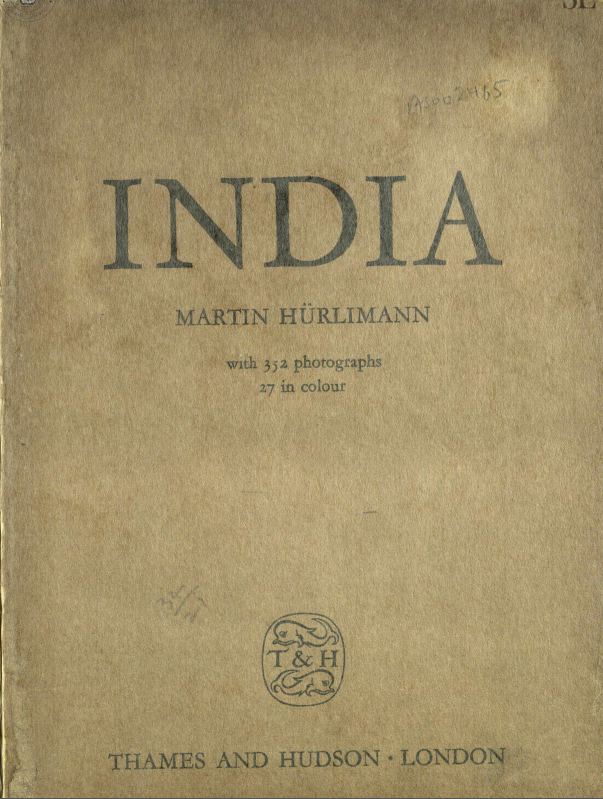 INDIA
MARTIN HÜRLIMANN
with 352 photographs
27 in colour
T & H
THAMES AND HUDSON · LONDON